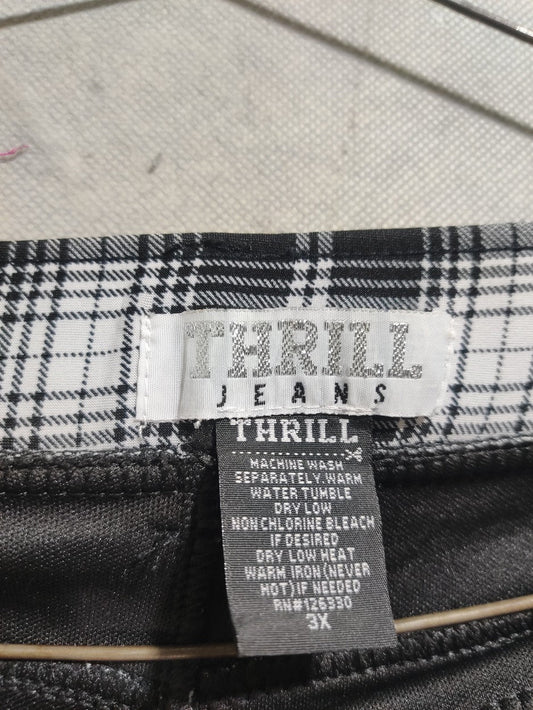 THRILL
JEANS
THRILL
MACHINE WASH
SEPARATELY.WARM
WATER TUMBLE
DRY LOW
NON CHLORINE BLEACH
IF DESIRED
DRY LOW HEAT
WARM IRON(NEVER
HOT)IF NEEDED
RN#126330
3X